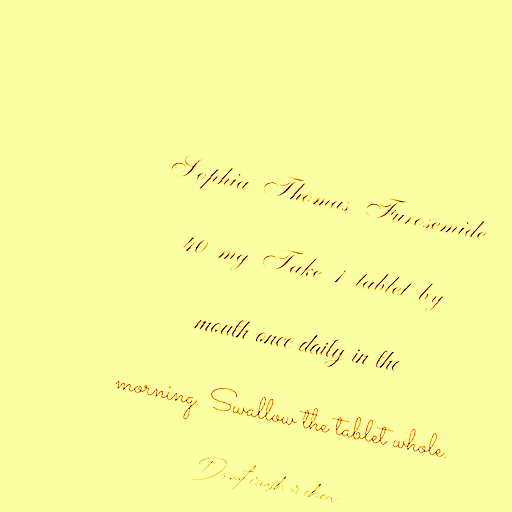 Sophia Thomas Furosemide
40 mg Take 1 tablet by
mouth once daily in the
morning. Swallow the tablet whole.
Do not crush or chew.